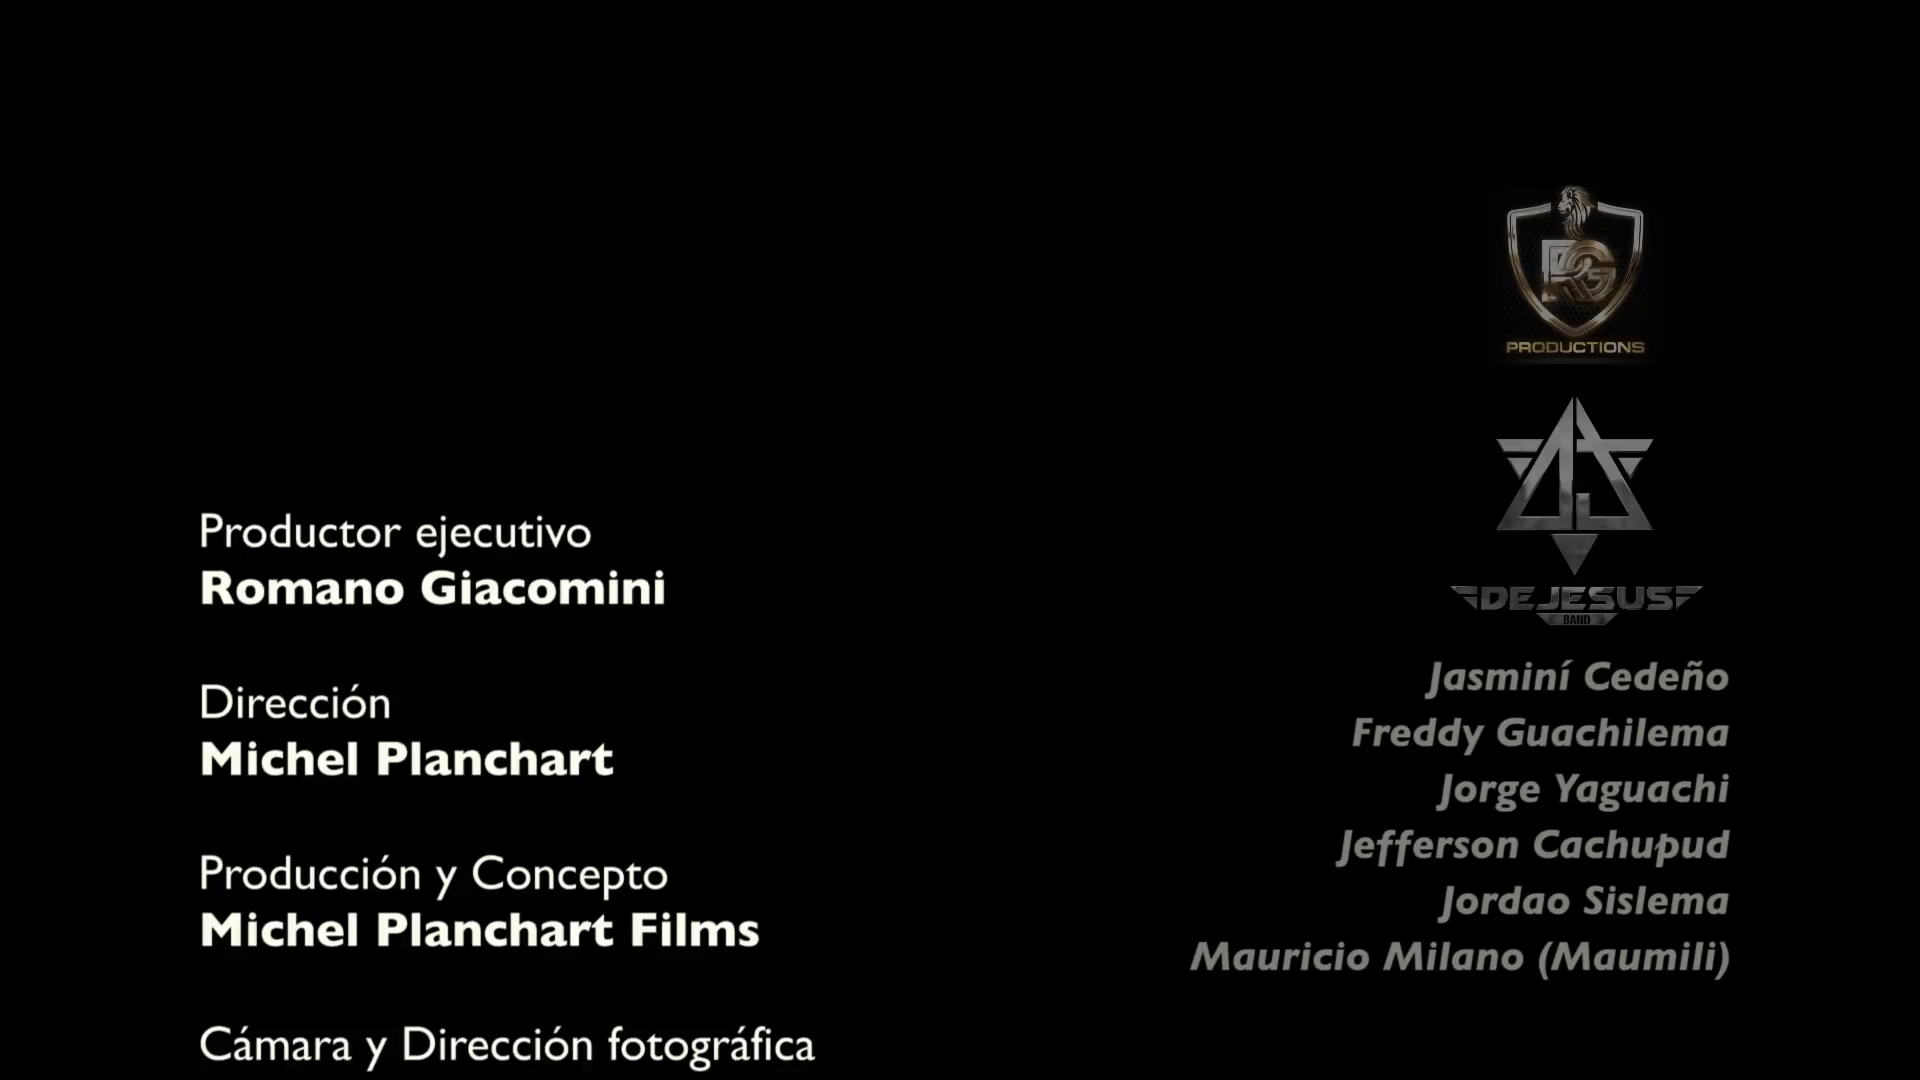 Productor ejecutivo
Romano Giacomini
Dirección
Michel Planchart
Producción y Concepto
Michel Planchart Films
Cámara y Dirección fotográfica
RG
PRODUCTIONS
DEJESUS
BAND
Jasminí Cedeño
Freddy Guachilema
Jorge Yaguachi
Jefferson Cachupud
Jordao Sislema
Mauricio Milano (Maumili)